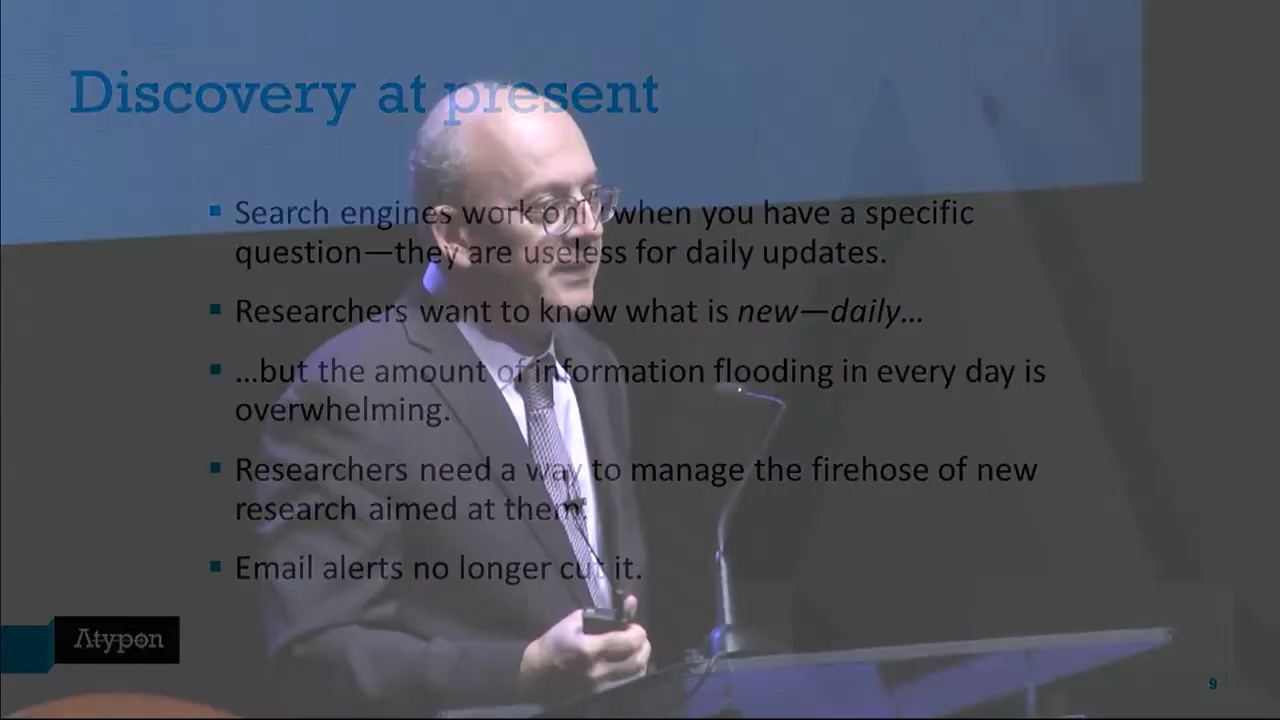 Discovery at present
▪ Search engines work only when you have a specific
question—they are useless for daily updates.
▪ Researchers want to know what is new—daily…
▪ …but the amount of information flooding in every day is
overwhelming.
▪ Researchers need a way to manage the firehose of new
research aimed at them.
▪ Email alerts no longer cut it.
Atypon
9